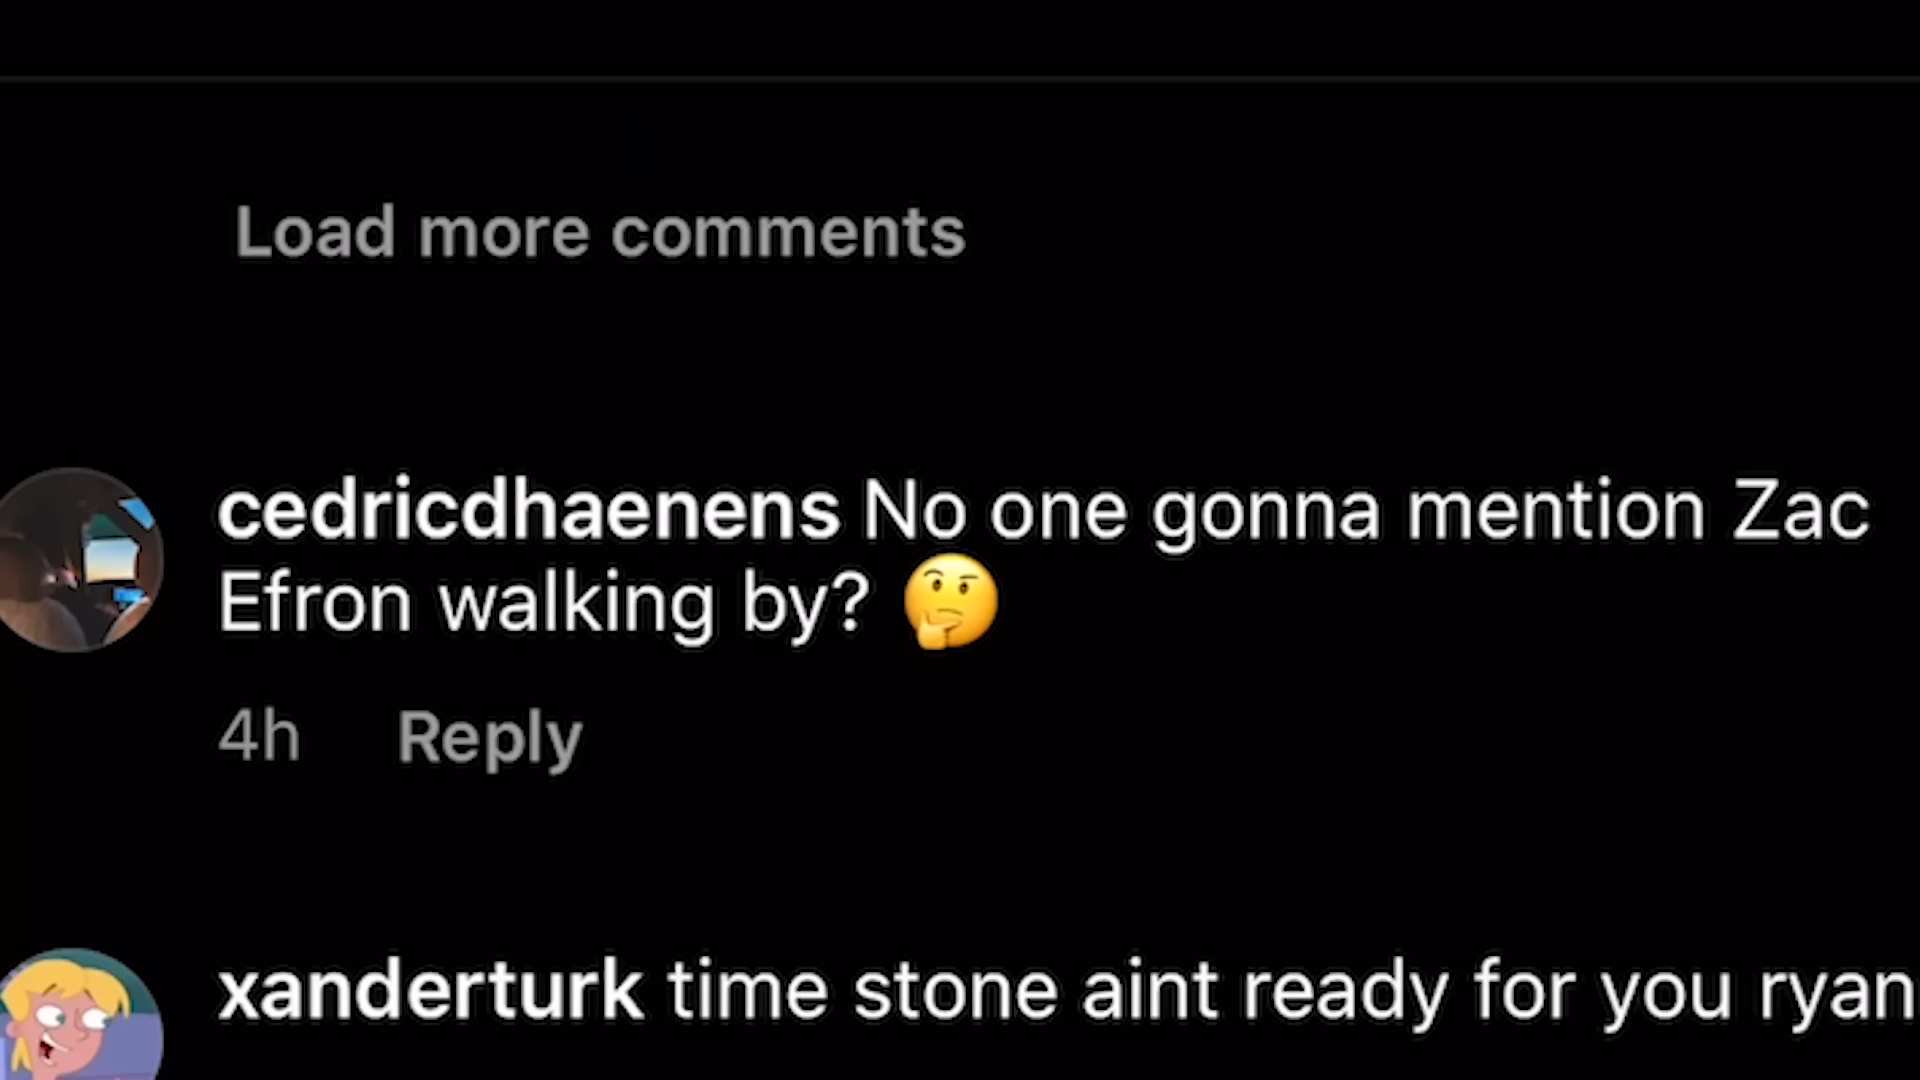 Load more comments
cedricdhaenens No one gonna mention Zac
Efron walking by? 🤔
4h Reply
xanderturk time stone aint ready for you ryan